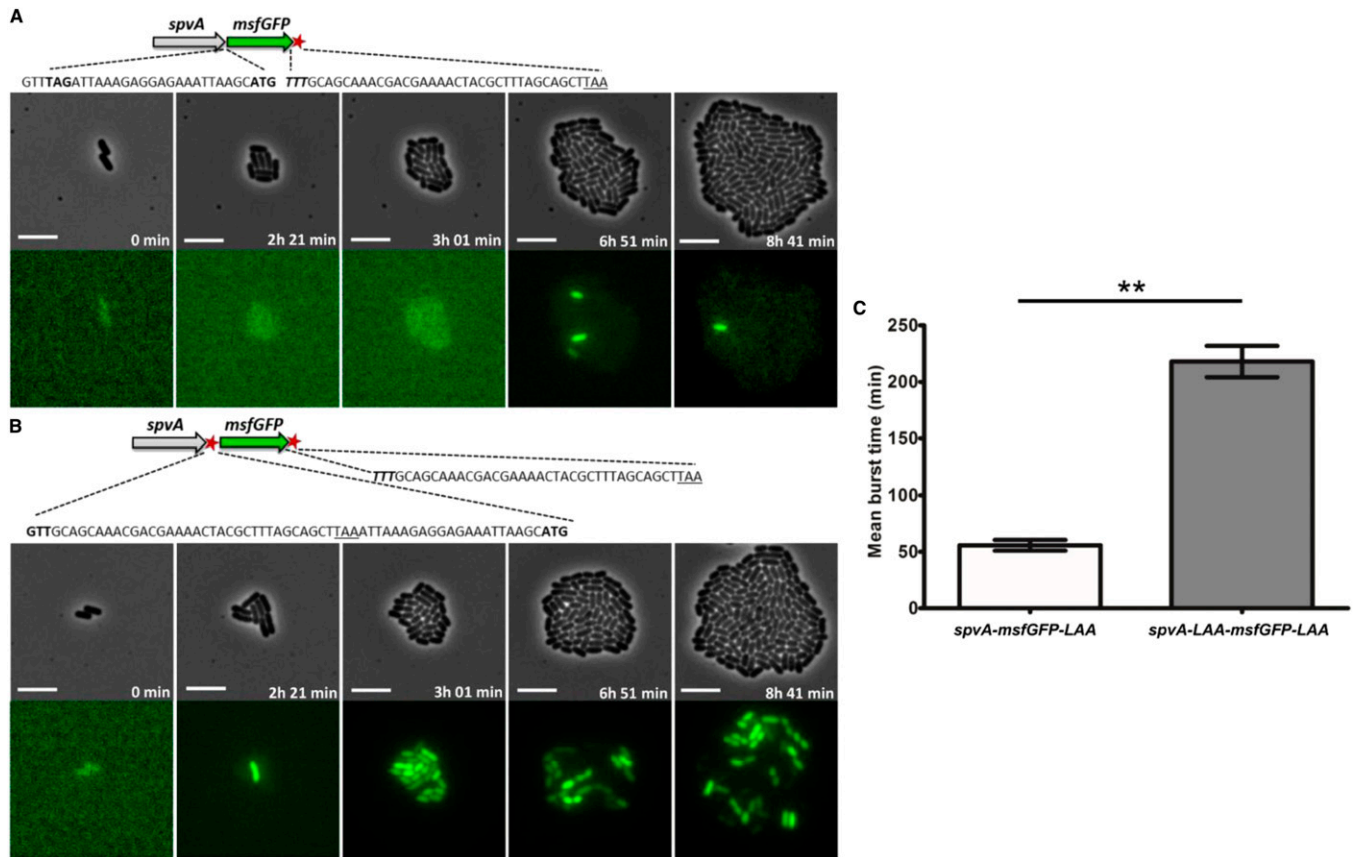 A
spvA msfGFP
GTTTAGATTAAAGAGGAGAAATTAAGCATG TTTGCAGCAAACGACGAAAACTACGCTTTAGCAGCTTAA
0 min 2h 21 min 3h 01 min 6h 51 min 8h 41 min
B
spvA msfGFP
TTTGCAGCAAACGACGAAAACTACGCTTTAGCAGCTTAA
GTTGCAGCAAACGACGAAAACTACGCTTTAGCAGCTTAAATTAAAGAGGAGAAATTAAGCATG
0 min 2h 21 min 3h 01 min 6h 51 min 8h 41 min
C
**
Mean burst time (min)
250
200
150
100
50
0
spvA-msfGFP-LAA spvA-LAA-msfGFP-LAA